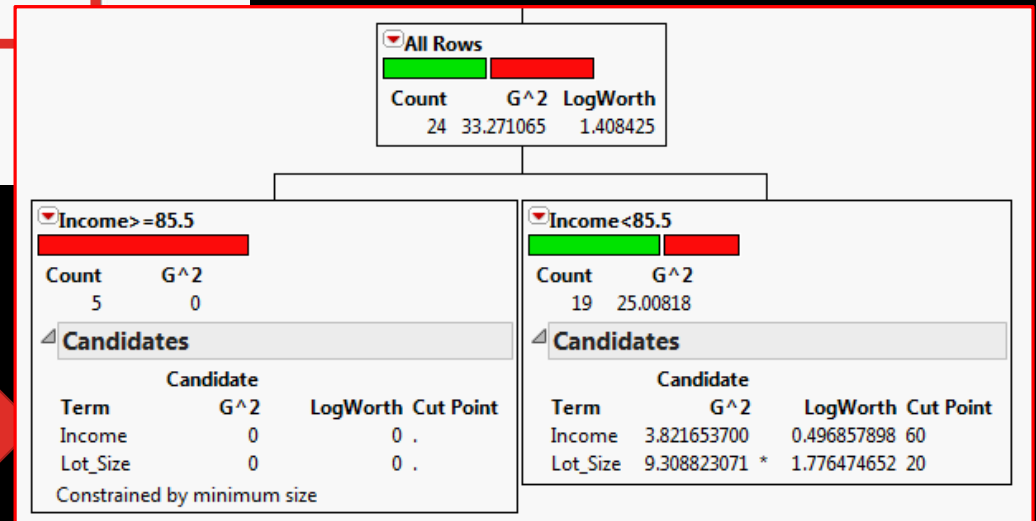 All Rows
Count G^2 LogWorth
24 33.271065 1.408425
Income>=85.5
Count G^2
5 0
Candidates
Candidate
Term G^2 LogWorth Cut Point
Income 0 0 .
Lot_Size 0 0 .
Constrained by minimum size
Income<85.5
Count G^2
19 25.00818
Candidates
Candidate
Term G^2 LogWorth Cut Point
Income 3.821653700 0.496857898 60
Lot_Size 9.308823071 * 1.776474652 20